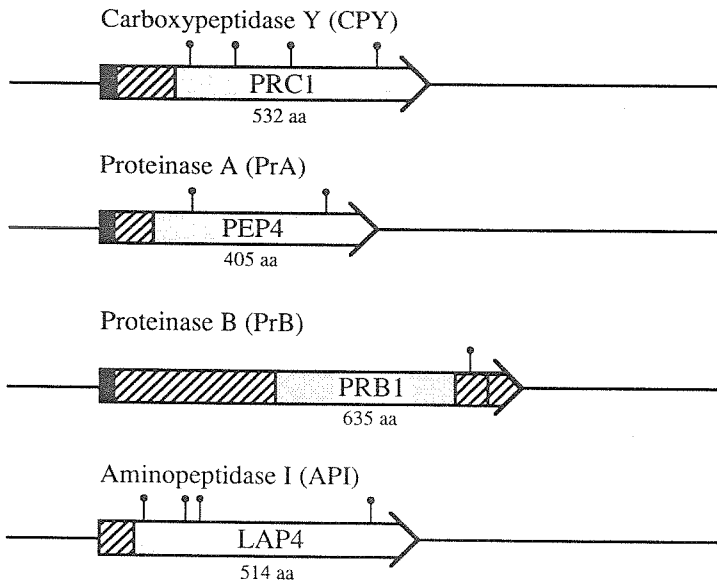 Carboxypeptidase Y (CPY)
PRC1
532 aa
Proteinase A (PrA)
PEP4
405 aa
Proteinase B (PrB)
PRB1
635 aa
Aminopeptidase I (API)
LAP4
514 aa